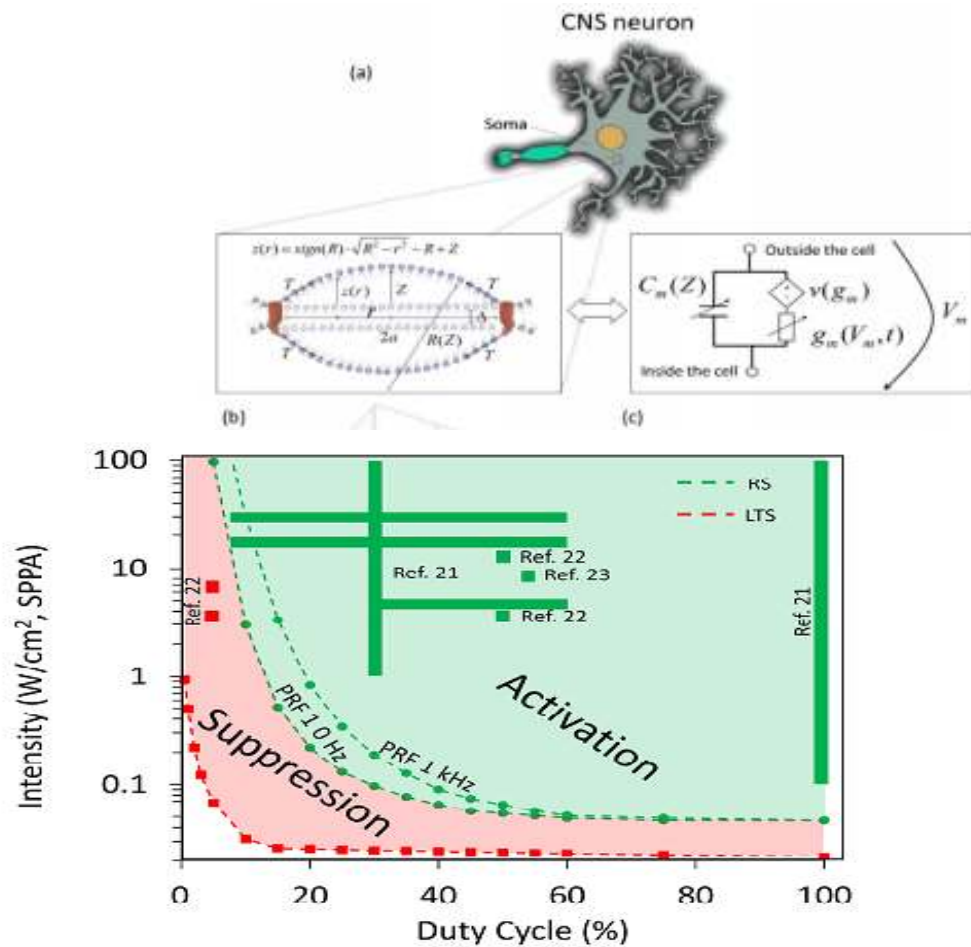 CNS neuron
(a)
Soma
z(r) = sign(R)·√R² − r² − R + Z
T
T
z(r)
Z
r
Δ
a
a
2a
R(Z)
T
T
(b)
Outside the cell
Cm(Z)
v(gm)
gm(Vm,t)
Vm
Inside the cell
(c)
Intensity (W/cm², SPPA)
100
10
1
0.1
RS
LTS
Ref. 22
Ref. 21
Ref. 22
Ref. 23
Ref. 22
Ref. 21
Activation
Suppression
PRF 10 Hz
PRF 1 kHz
0
20
40
60
80
100
Duty Cycle (%)